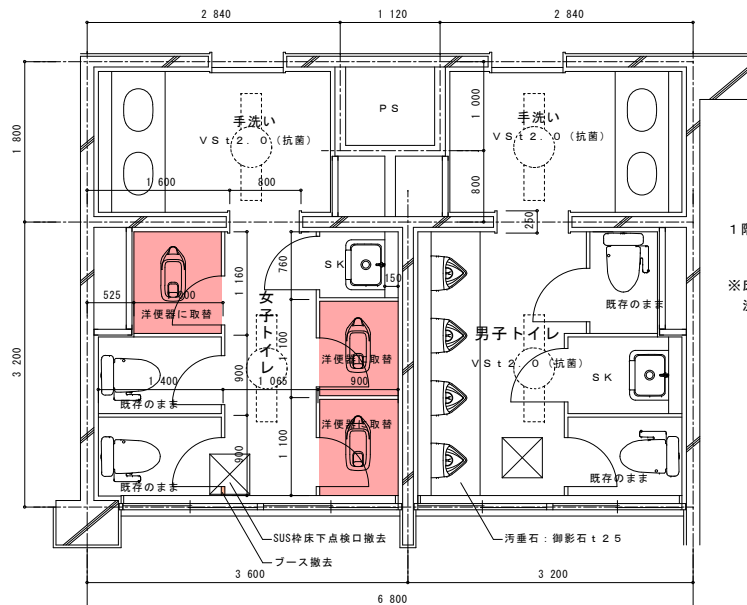 2 840
1 120
2 840
1 800
3 200
手洗い
VSt2.0(抗菌)
PS
手洗い
VSt2.0(抗菌)
1 000
800
1 600
800
250
1階
SK
150
760
1 160
525
800
女子トイレ
洋便器に取替
洋便器に取替
1 100
900
1 400
1 065
900
既存のまま
洋便器に取替
1 100
900
既存のまま
男子トイレ
VSt2.0(抗菌)
既存のまま
SK
既存のまま
SUS枠床下点検口撤去
ブース撤去
汚垂石:御影石t25
3 600
3 200
6 800